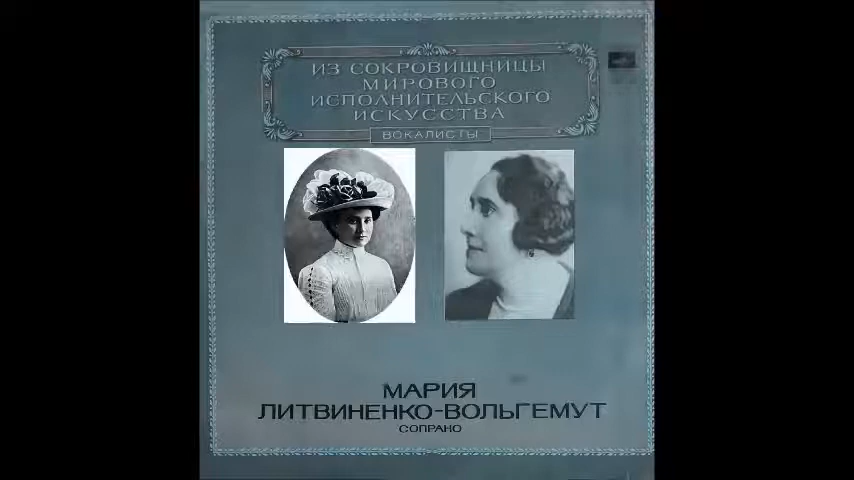 ИЗ СОКРОВИЩНИЦЫ
МИРОВОГО
ИСПОЛНИТЕЛЬСКОГО
ИСКУССТВА
ВОКАЛИСТЫ
МАРИЯ
ЛИТВИНЕНКО-ВОЛЬГЕМУТ
СОПРАНО